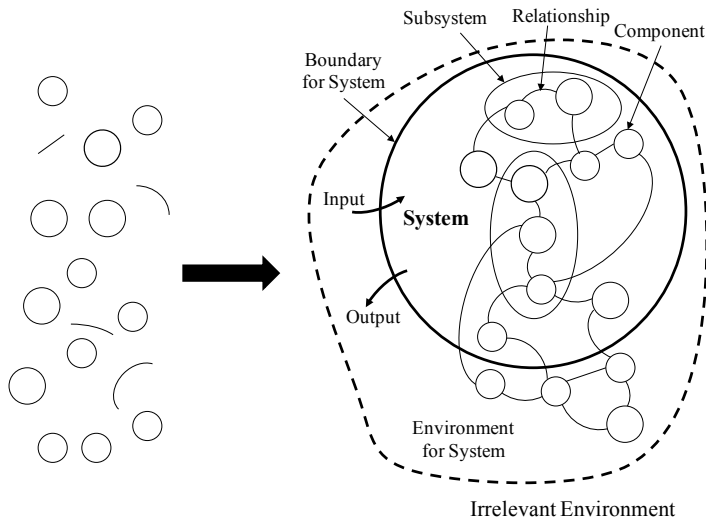 Subsystem
Relationship
Component
Boundary
for System
Input
System
Output
Environment
for System
Irrelevant Environment